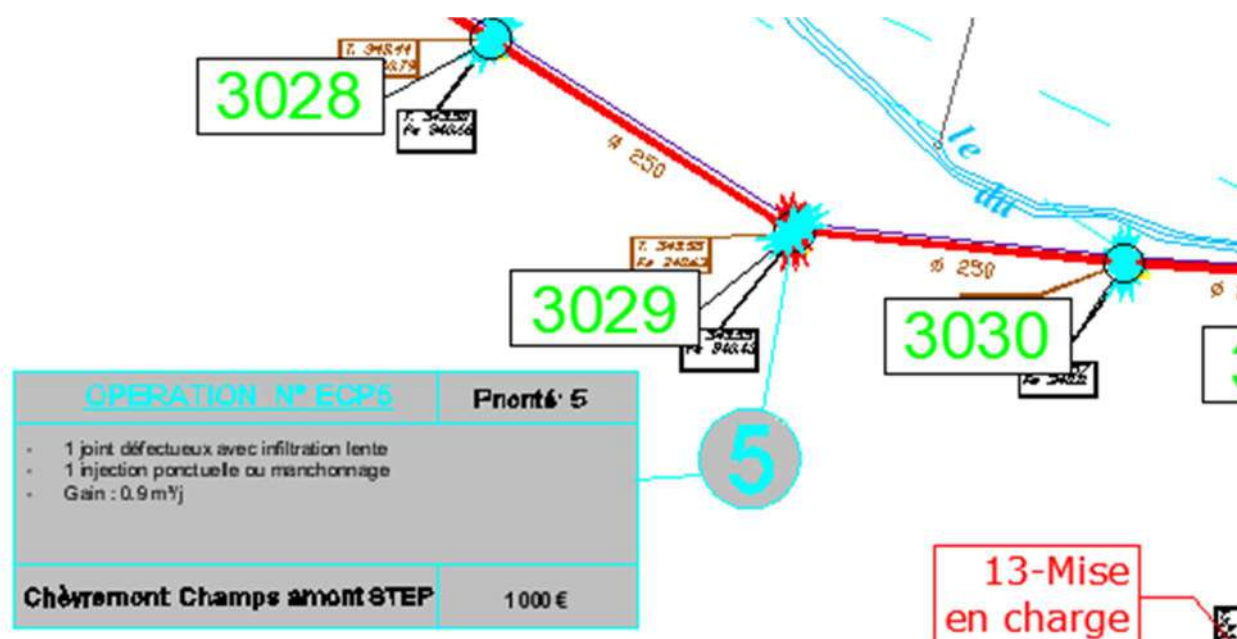 3028
ø 250
le
du
3029
ø 250
3030
OPERATION N° ECP5
Priorité: 5
- 1 joint défectueux avec infiltration lente
- 1 injection ponctuelle ou manchonnage
- Gain : 0.9 m³/j
Chèvremont Champs amont STEP
1 000 €
5
13-Mise
en charge